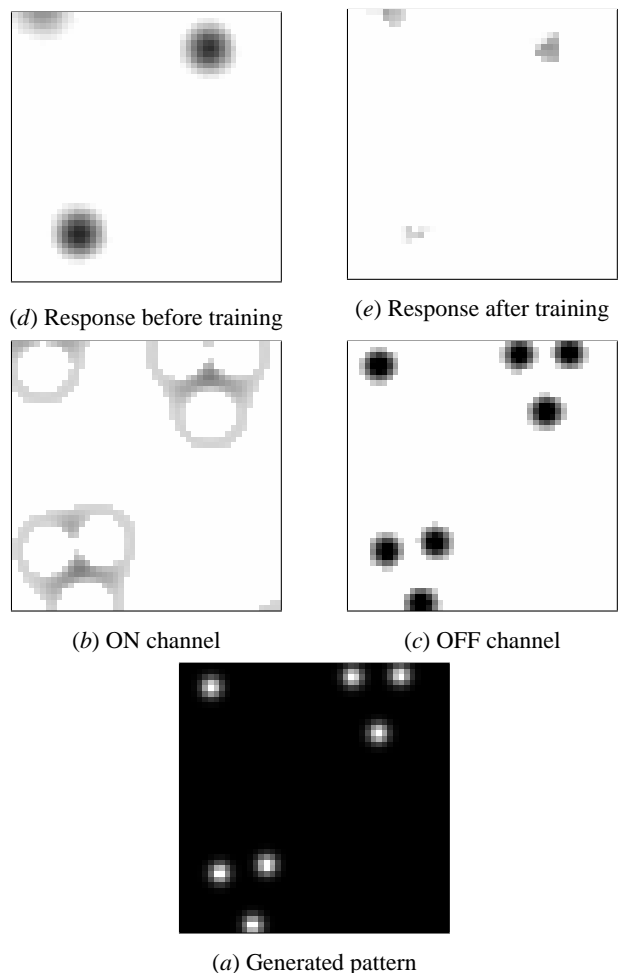 (d) Response before training
(e) Response after training
(b) ON channel
(c) OFF channel
(a) Generated pattern